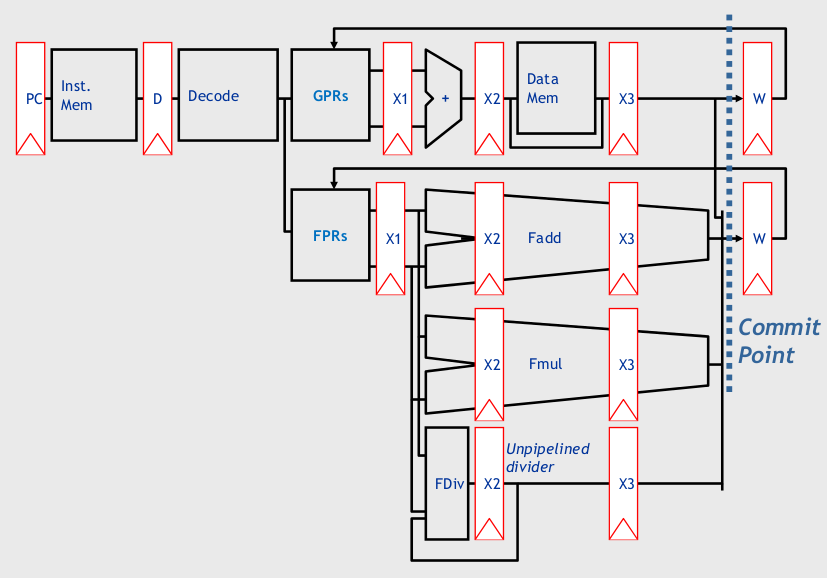 PC
Inst.
Mem
D
Decode
GPRs
X1
+
X2
Data
Mem
X3
W
FPRs
X1
X2
Fadd
X3
W
Commit
Point
X2
Fmul
X3
Unpipelined
divider
FDiv
X2
X3